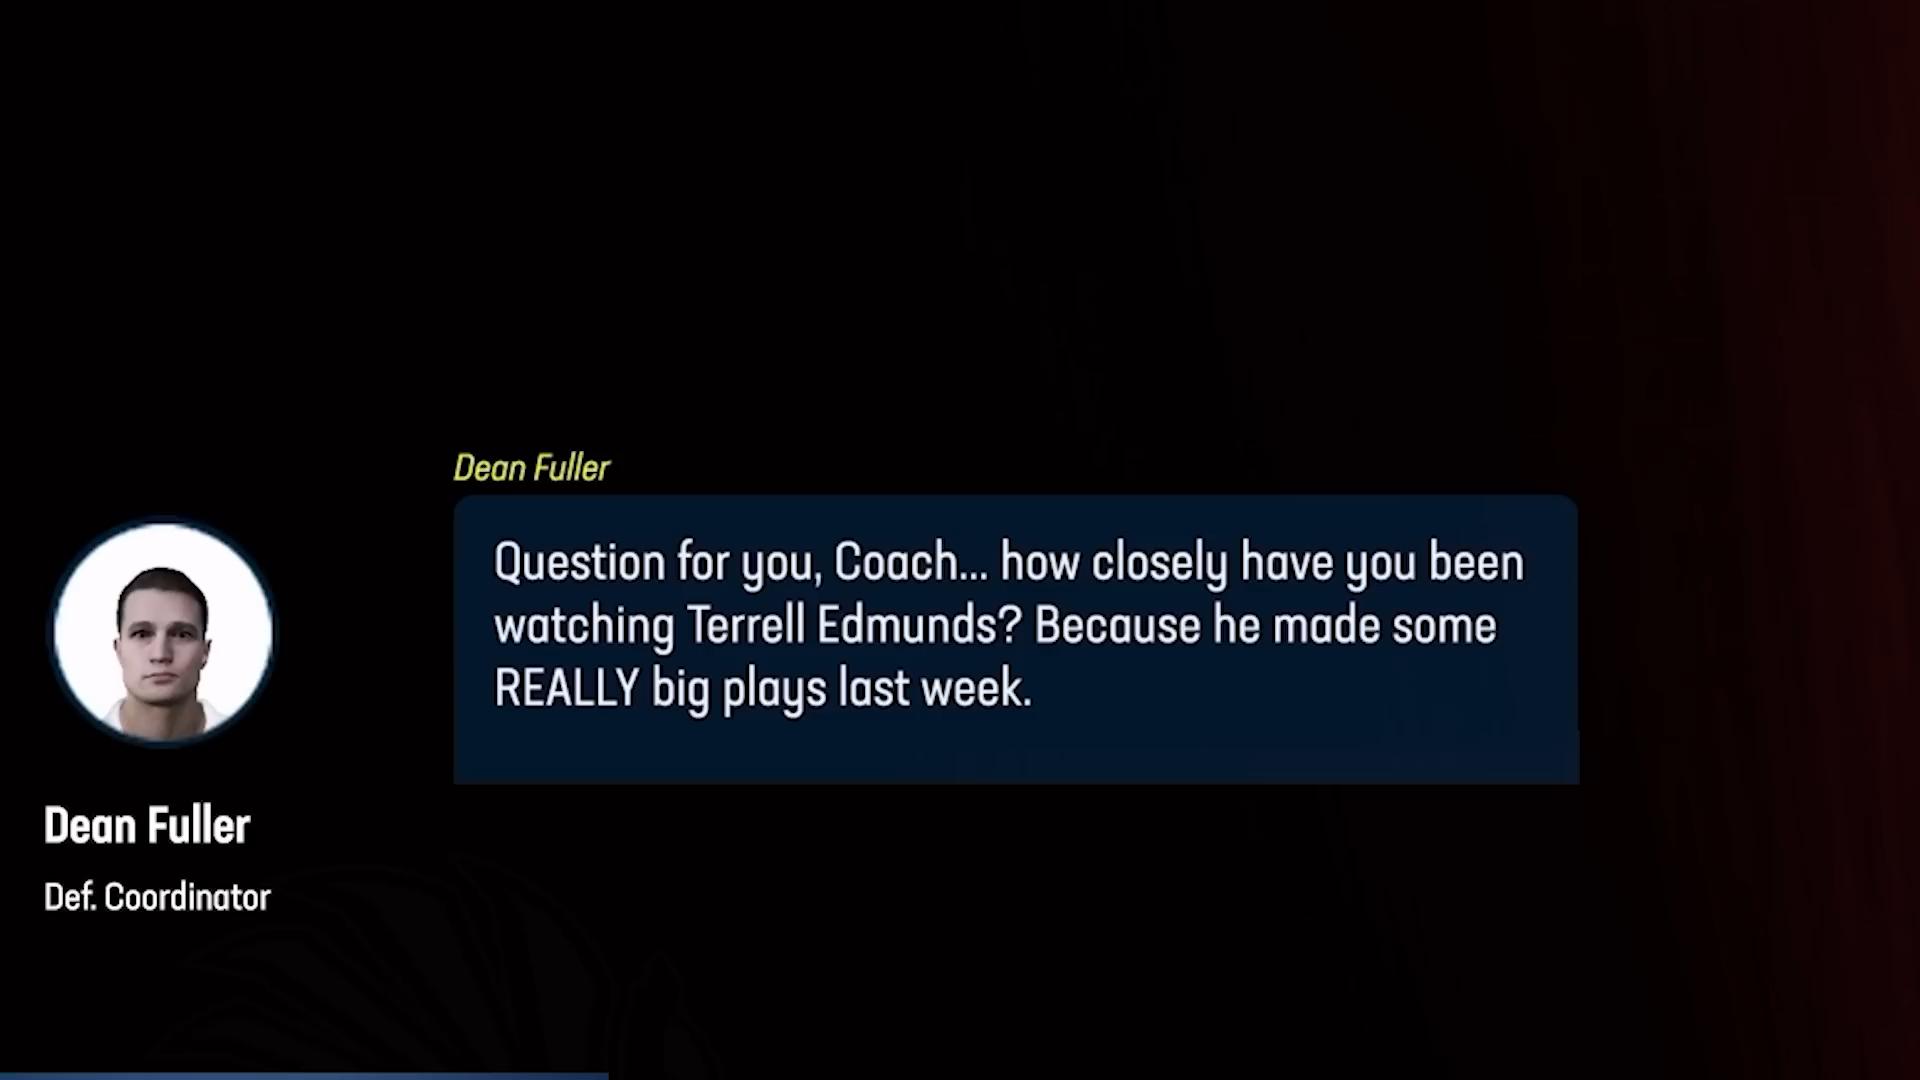 Dean Fuller
Question for you, Coach... how closely have you been
watching Terrell Edmunds? Because he made some
REALLY big plays last week.
Dean Fuller
Def. Coordinator